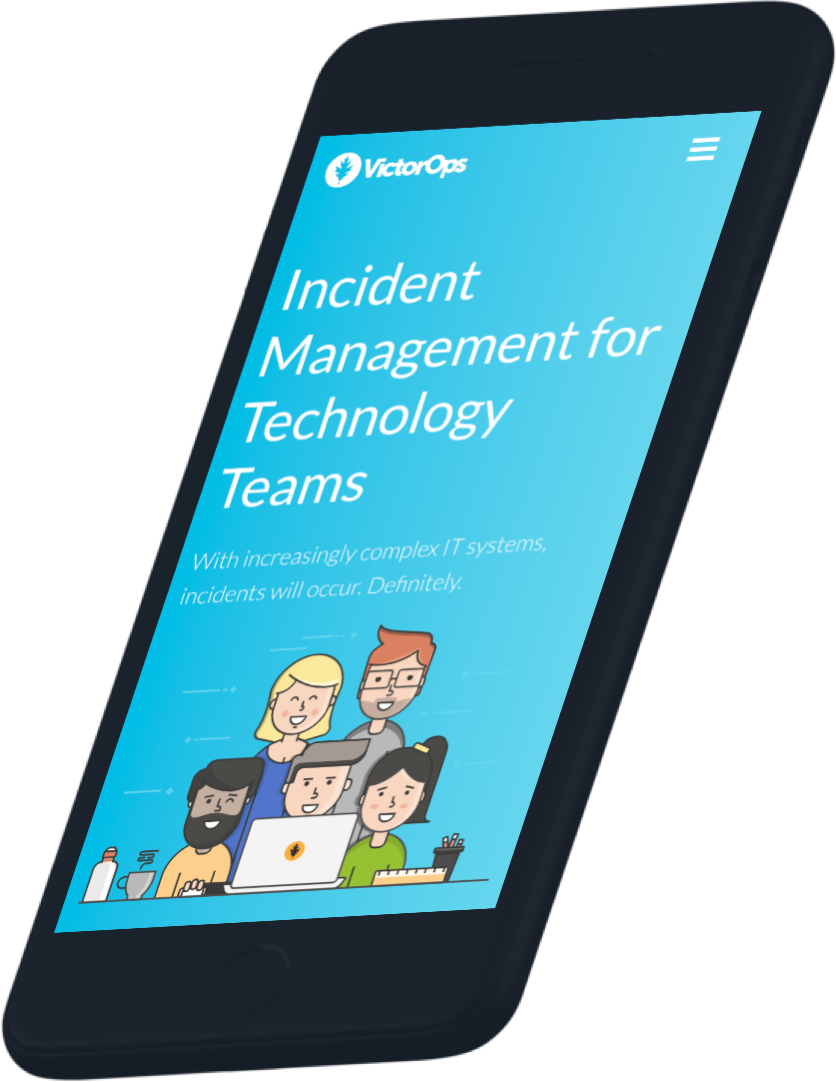 VictorOps
Incident
Management for
Technology
Teams
With increasingly complex IT systems,
incidents will occur. Definitely.